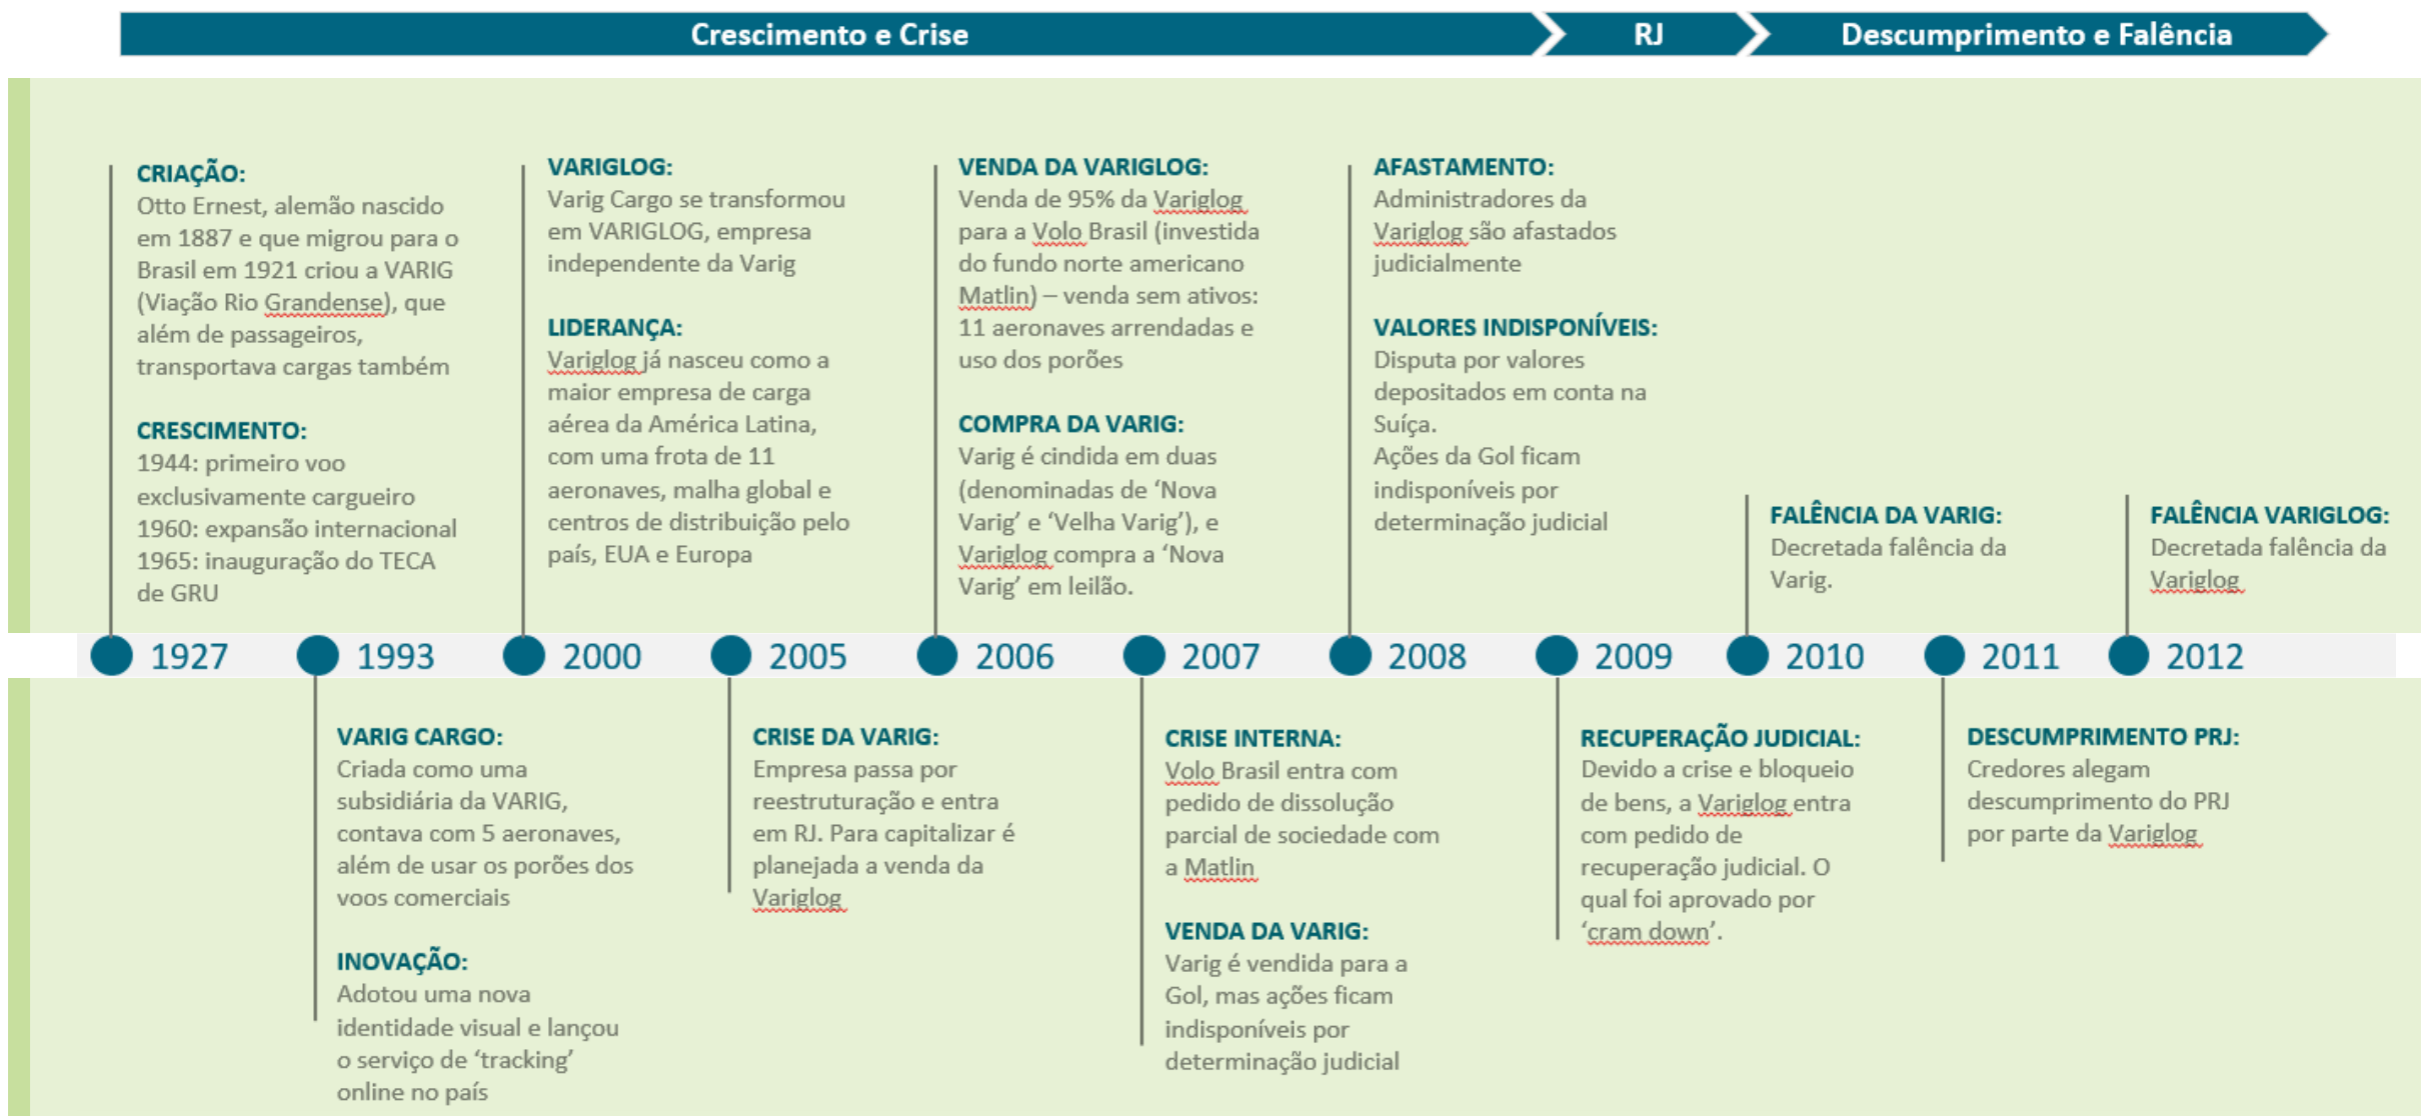 Crescimento e Crise
RJ
Descumprimento e Falência
CRIAÇÃO:
Otto Ernest, alemão nascido
em 1887 e que migrou para o
Brasil em 1921 criou a VARIG
(Viação Rio Grandense), que
além de passageiros,
transportava cargas também
CRESCIMENTO:
1944: primeiro voo
exclusivamente cargueiro
1960: expansão internacional
1965: inauguração do TECA
de GRU
VARIGLOG:
Varig Cargo se transformou
em VARIGLOG, empresa
independente da Varig
LIDERANÇA:
Variglog já nasceu como a
maior empresa de carga
aérea da América Latina,
com uma frota de 11
aeronaves, malha global e
centros de distribuição pelo
país, EUA e Europa
VENDA DA VARIGLOG:
Venda de 95% da Variglog
para a Volo Brasil (investida
do fundo norte americano
Matlin) – venda sem ativos:
11 aeronaves arrendadas e
uso dos porões
COMPRA DA VARIG:
Varig é cindida em duas
(denominadas de ‘Nova
Varig’ e ‘Velha Varig’), e
Variglog compra a ‘Nova
Varig’ em leilão.
AFASTAMENTO:
Administradores da
Variglog são afastados
judicialmente
VALORES INDISPONÍVEIS:
Disputa por valores
depositados em conta na
Suíça.
Ações da Gol ficam
indisponíveis por
determinação judicial
FALÊNCIA DA VARIG:
Decretada falência da
Varig.
FALÊNCIA VARIGLOG:
Decretada falência da
Variglog
1927
1993
2000
2005
2006
2007
2008
2009
2010
2011
2012
VARIG CARGO:
Criada como uma
subsidiária da VARIG,
contava com 5 aeronaves,
além de usar os porões dos
voos comerciais
INOVAÇÃO:
Adotou uma nova
identidade visual e lançou
o serviço de ‘tracking’
online no país
CRISE DA VARIG:
Empresa passa por
reestruturação e entra
em RJ. Para capitalizar é
planejada a venda da
Variglog
CRISE INTERNA:
Volo Brasil entra com
pedido de dissolução
parcial de sociedade com
a Matlin
VENDA DA VARIG:
Varig é vendida para a
Gol, mas ações ficam
indisponíveis por
determinação judicial
RECUPERAÇÃO JUDICIAL:
Devido a crise e bloqueio
de bens, a Variglog entra
com pedido de
recuperação judicial. O
qual foi aprovado por
‘cram down’.
DESCUMPRIMENTO PRJ:
Credores alegam
descumprimento do PRJ
por parte da Variglog